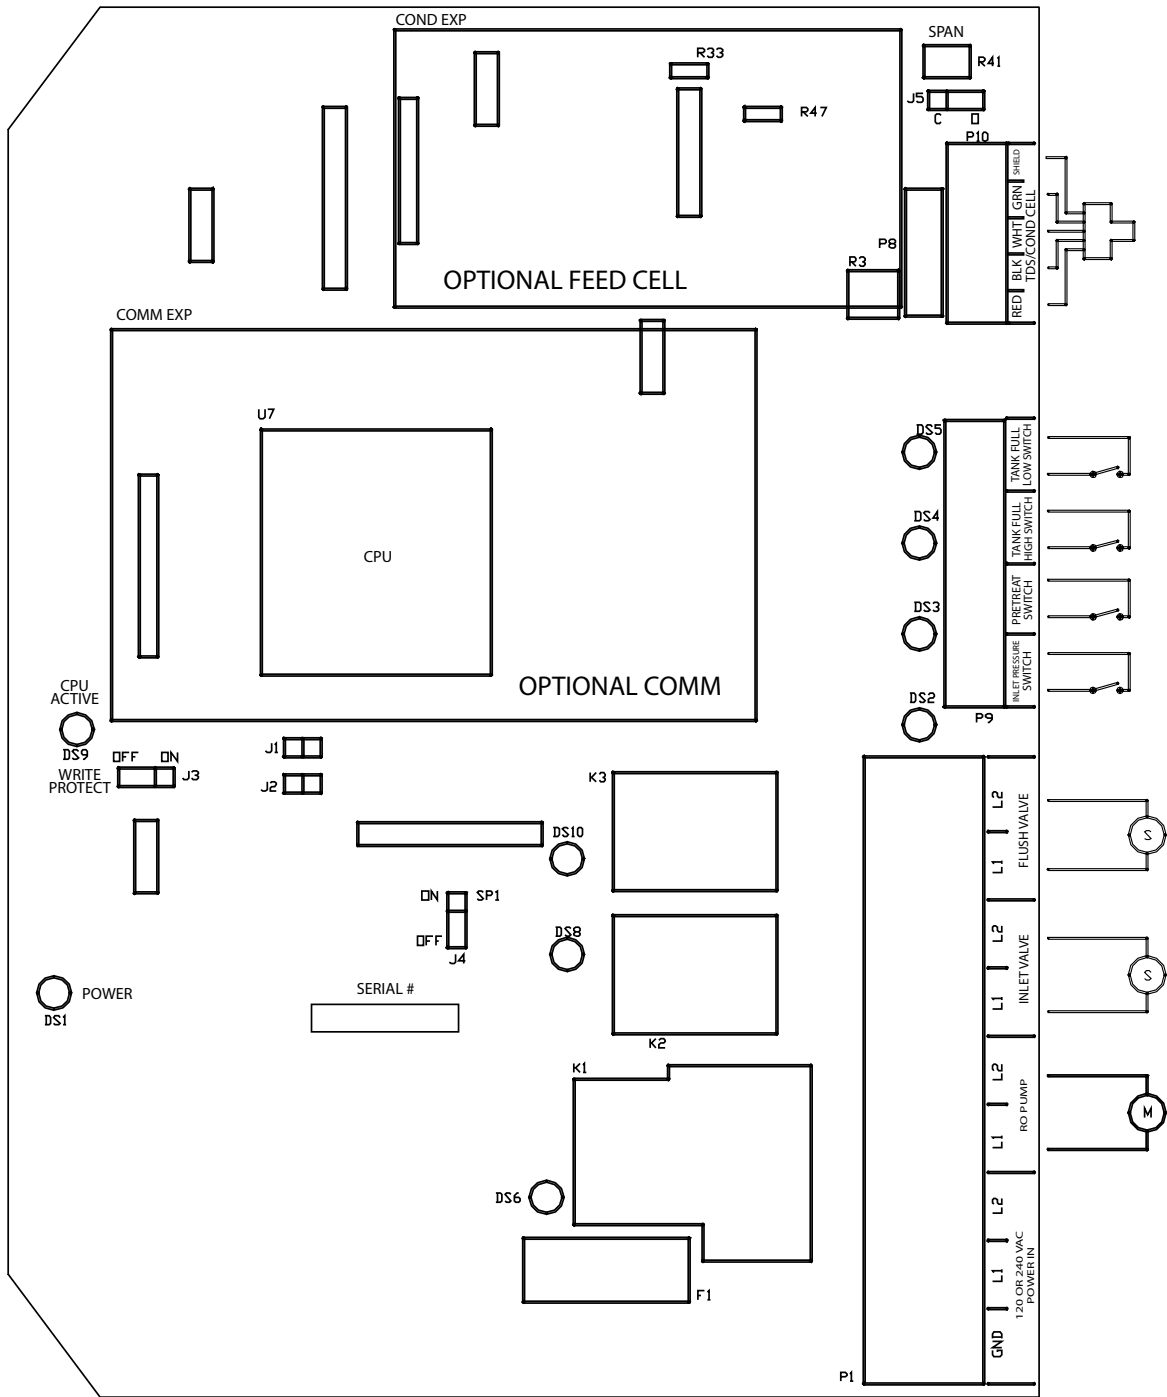 COND EXP
SPAN
R33
R41
J5
R47
C O
P10
SHIELD
GRN
WHT
BLK
RED
TDS/COND CELL
P8
R3
OPTIONAL FEED CELL
COMM EXP
U7
CPU
OPTIONAL COMM
DS5
TANK FULL
LOW SWITCH
DS4
TANK FULL
HIGH SWITCH
DS3
PRETREAT
SWITCH
DS2
INLET PRESSURE
SWITCH
P9
CPU
ACTIVE
DS9
OFF ON
WRITE
PROTECT
J3
J1
J2
K3
DS10
L2
L1
FLUSH VALVE
S
ON
SP1
OFF
J4
DS8
K2
L2
L1
INLET VALVE
S
POWER
DS1
SERIAL #
K1
L2
L1
RO PUMP
M
DS6
F1
L2
L1
GND
120 OR 240 VAC
POWER IN
P1